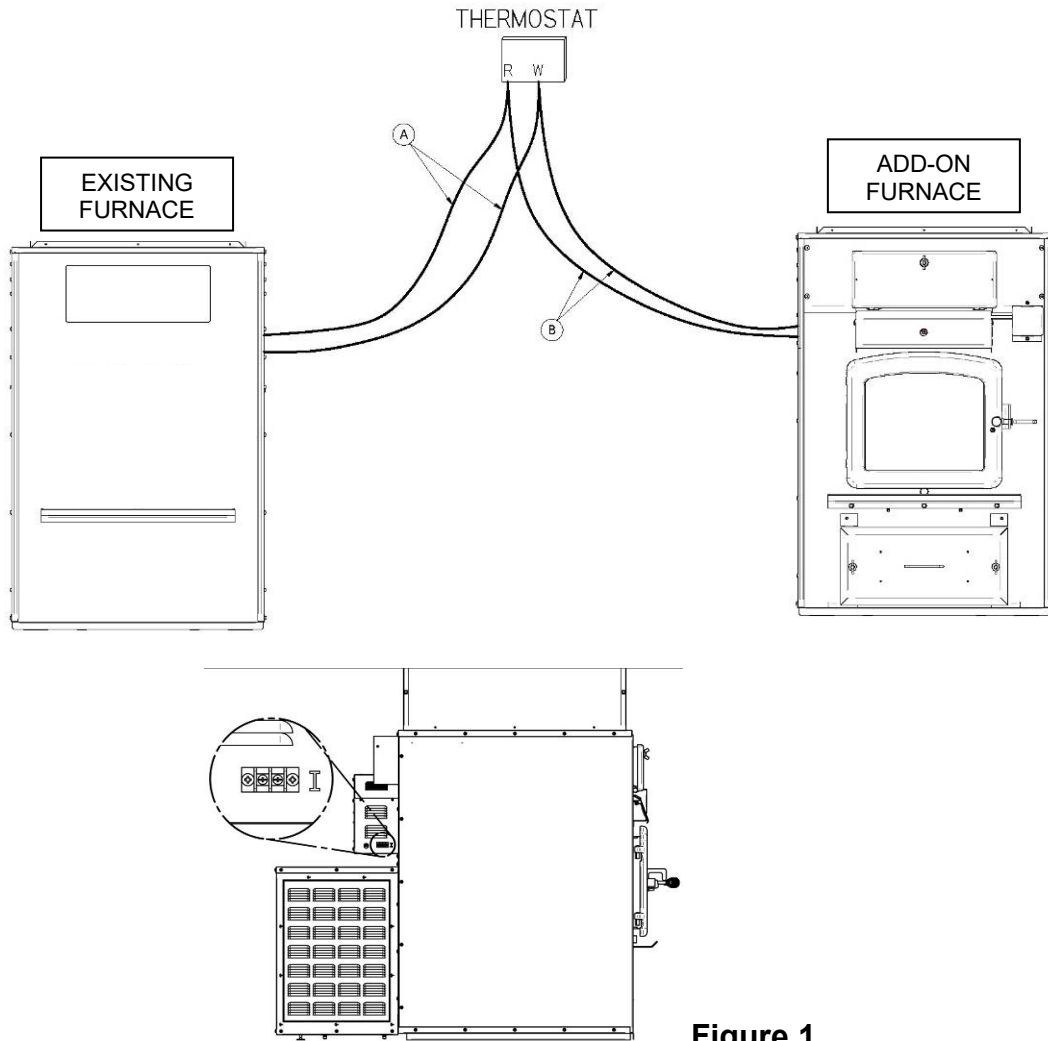 THERMOSTAT
R W
A
EXISTING
FURNACE
ADD-ON
FURNACE
B
I
Figure 1